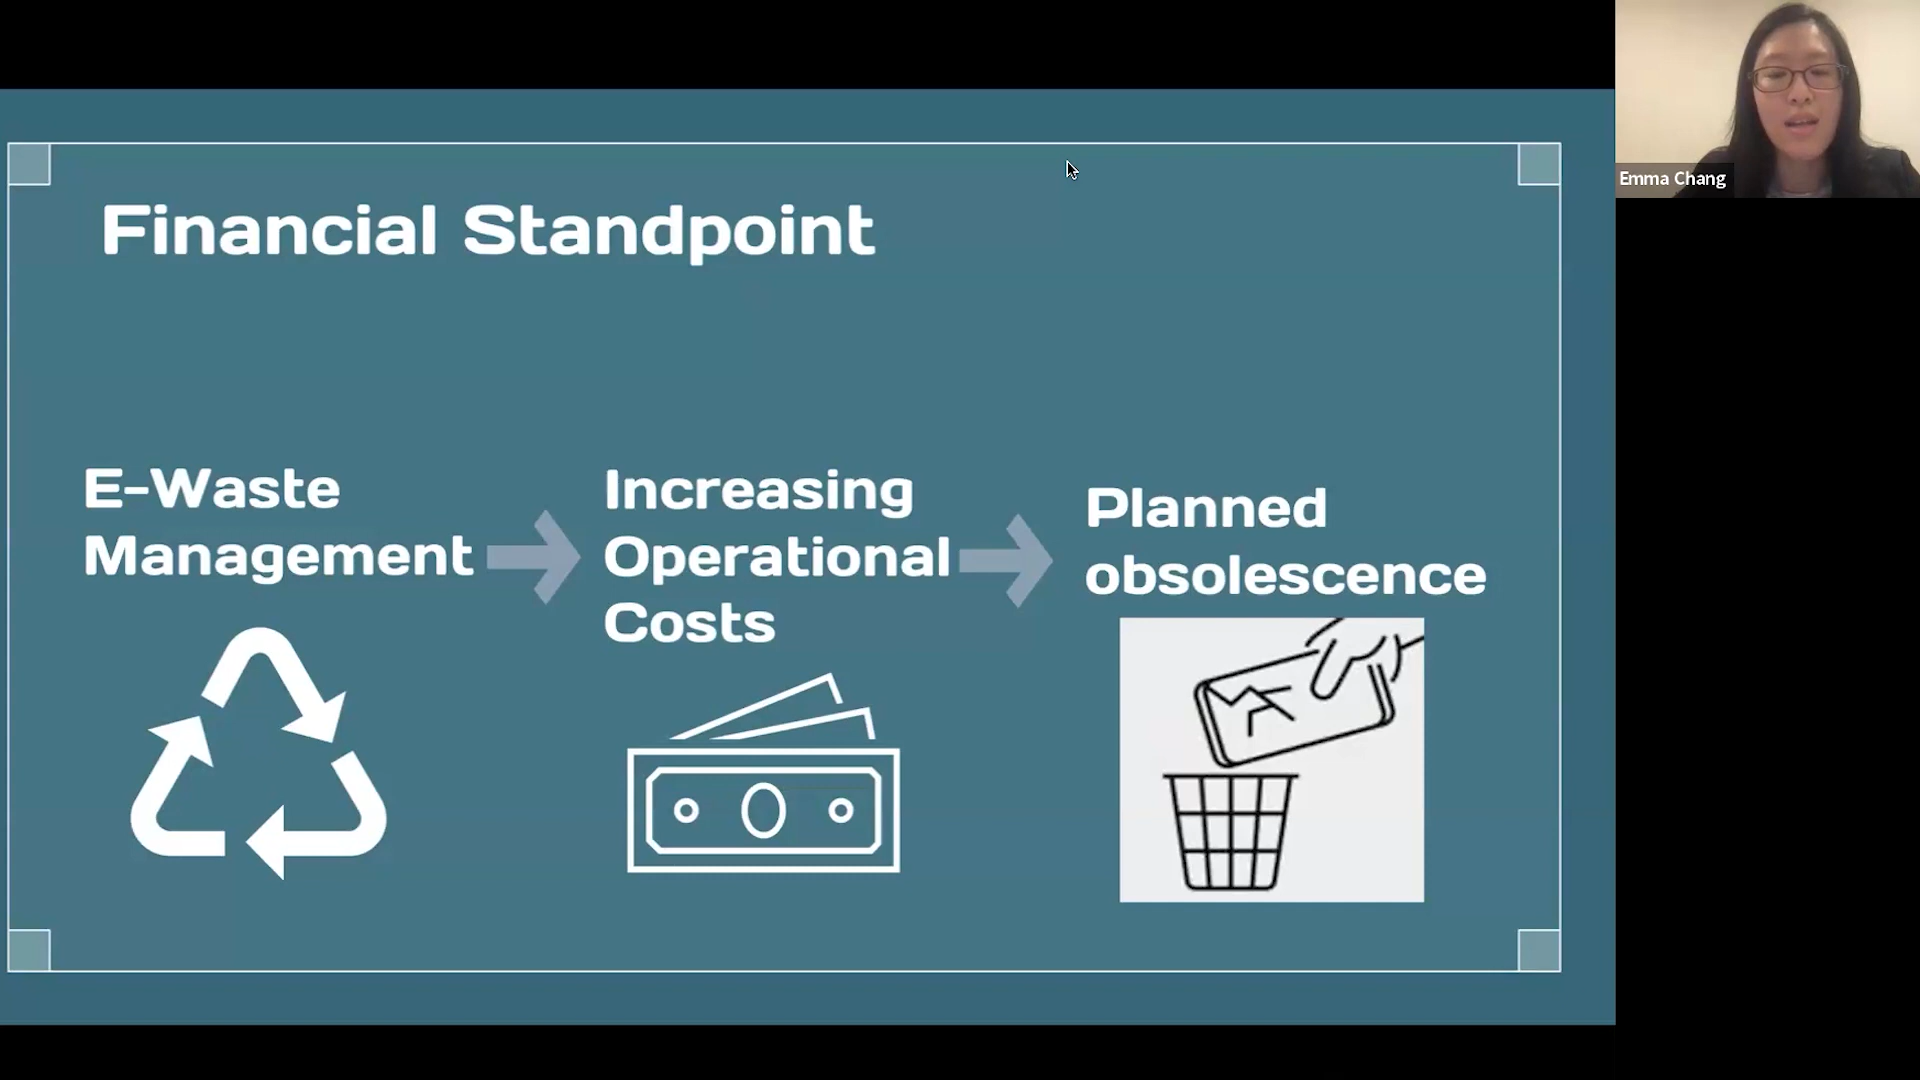 Financial Standpoint
E-Waste
Management
Increasing
Operational
Costs
Planned
obsolescence
Emma Chang